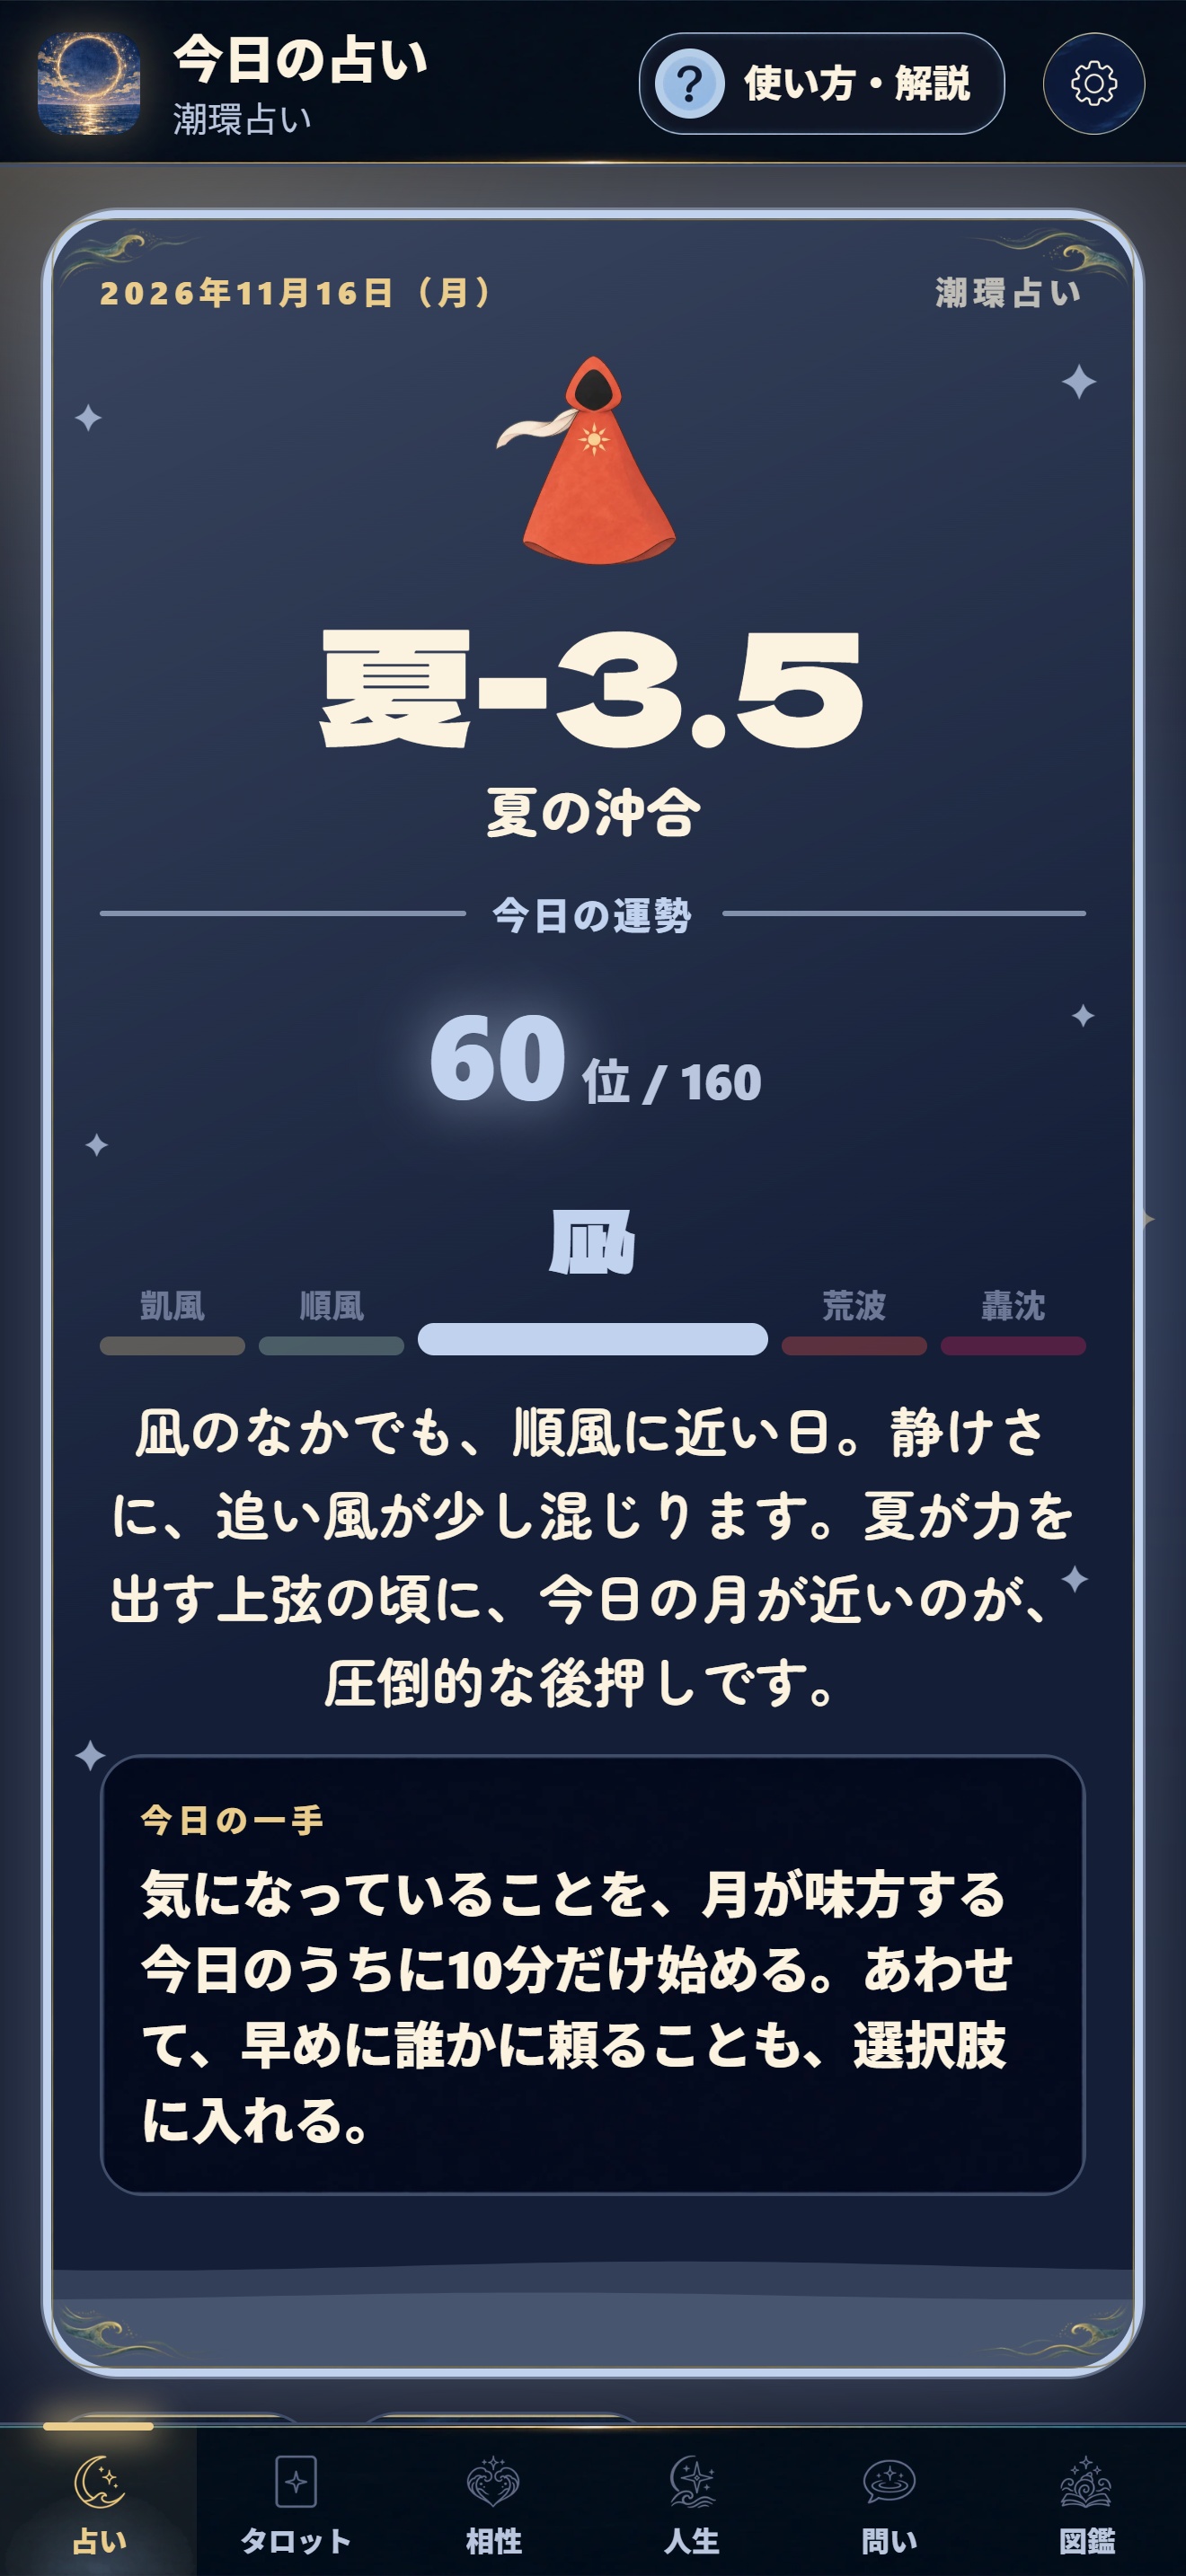 今日の占い
潮環占い
? 使い方・解説
2026年11月16日（月）
潮環占い
夏-3.5
夏の沖合
今日の運勢
60位 / 160
凪
凱風
順風
荒波
轟沈
凪のなかでも、順風に近い日。静けさ
に、追い風が少し混じります。夏が力を
出す上弦の頃に、今日の月が近いのが、
圧倒的な後押しです。
今日の一手
気になっていることを、月が味方する
今日のうちに10分だけ始める。あわせ
て、早めに誰かに頼ることも、選択肢
に入れる。
占い
タロット
相性
人生
問い
図鑑